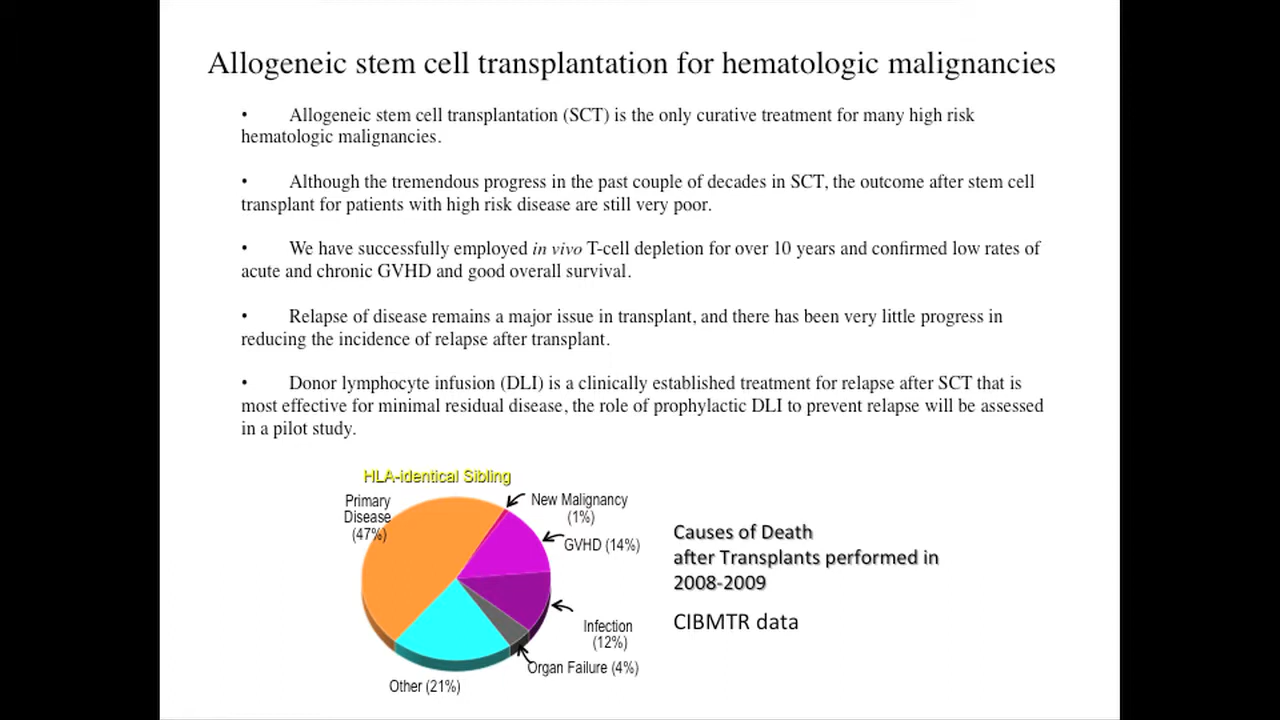 Allogeneic stem cell transplantation for hematologic malignancies
• Allogeneic stem cell transplantation (SCT) is the only curative treatment for many high risk
hematologic malignancies.
• Although the tremendous progress in the past couple of decades in SCT, the outcome after stem cell
transplant for patients with high risk disease are still very poor.
• We have successfully employed in vivo T-cell depletion for over 10 years and confirmed low rates of
acute and chronic GVHD and good overall survival.
• Relapse of disease remains a major issue in transplant, and there has been very little progress in
reducing the incidence of relapse after transplant.
• Donor lymphocyte infusion (DLI) is a clinically established treatment for relapse after SCT that is
most effective for minimal residual disease, the role of prophylactic DLI to prevent relapse will be assessed
in a pilot study.
HLA-identical Sibling
Primary
Disease
(47%)
New Malignancy
(1%)
GVHD (14%)
Infection
(12%)
Organ Failure (4%)
Other (21%)
Causes of Death
after Transplants performed in
2008-2009
CIBMTR data